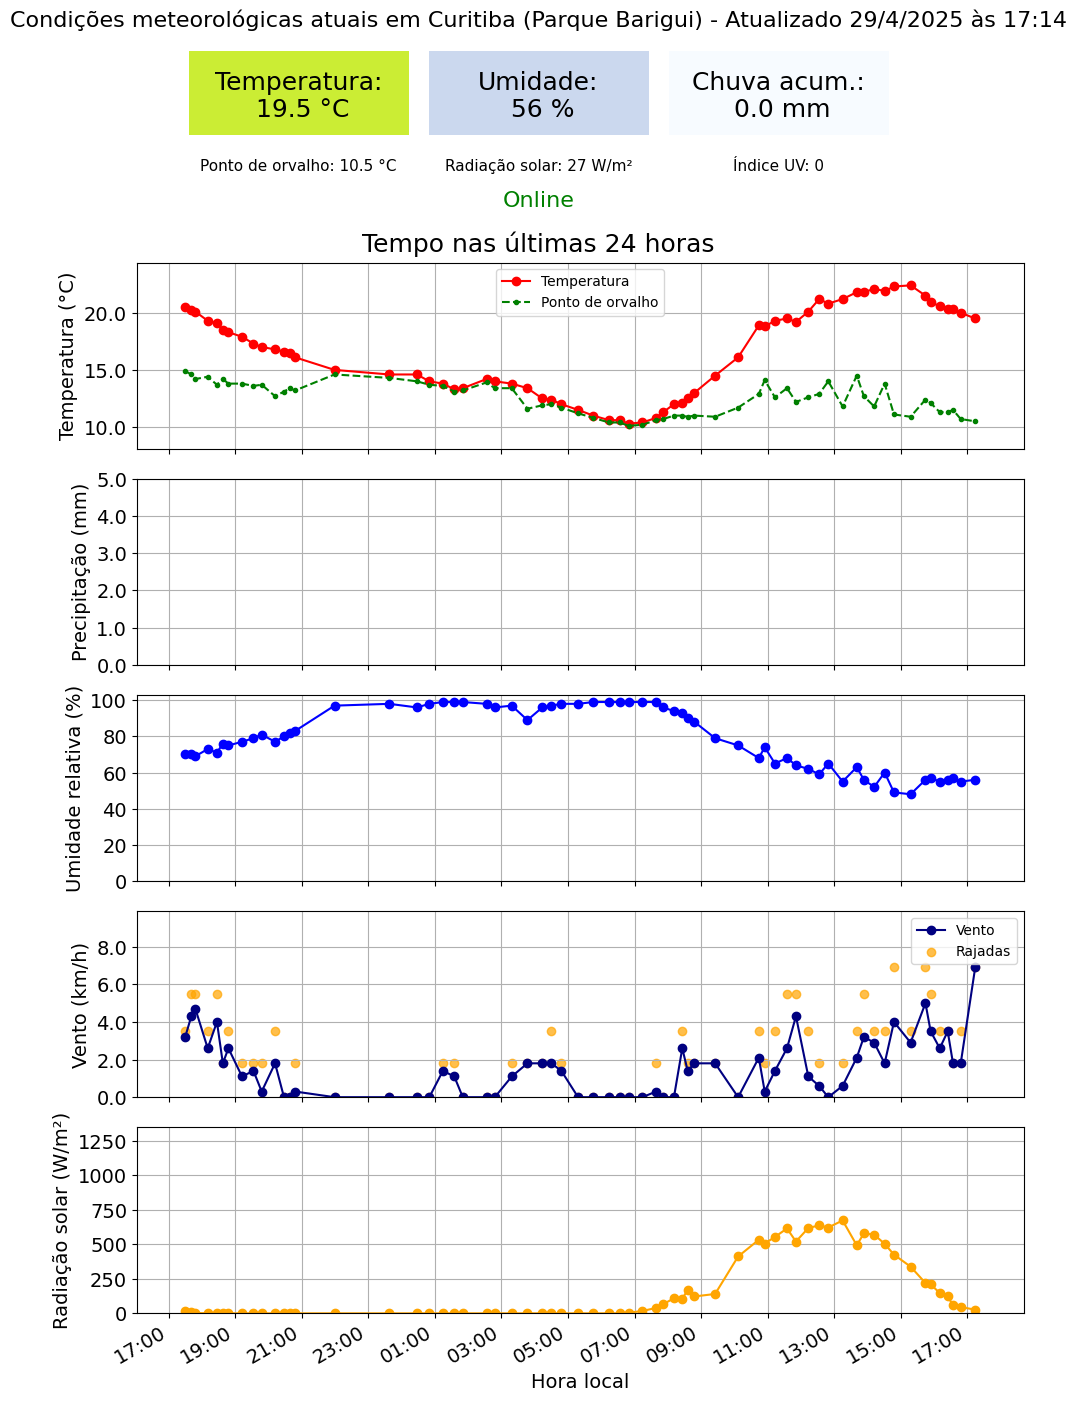 Condições meteorológicas atuais em Curitiba (Parque Barigui) - Atualizado 29/4/2025 às 17:14
Temperatura:
19.5 °C
Umidade:
56 %
Chuva acum.:
0.0 mm
Ponto de orvalho: 10.5 °C
Radiação solar: 27 W/m²
Índice UV: 0
Online
Tempo nas últimas 24 horas
Temperatura (°C)
20.0
15.0
10.0
Temperatura
Ponto de orvalho
Precipitação (mm)
5.0
4.0
3.0
2.0
1.0
0.0
Umidade relativa (%)
100
80
60
40
20
0
Vento (km/h)
8.0
6.0
4.0
2.0
0.0
Vento
Rajadas
Radiação solar (W/m²)
1250
1000
750
500
250
0
17:00 19:00 21:00 23:00 01:00 03:00 05:00 07:00 09:00 11:00 13:00 15:00 17:00
Hora local